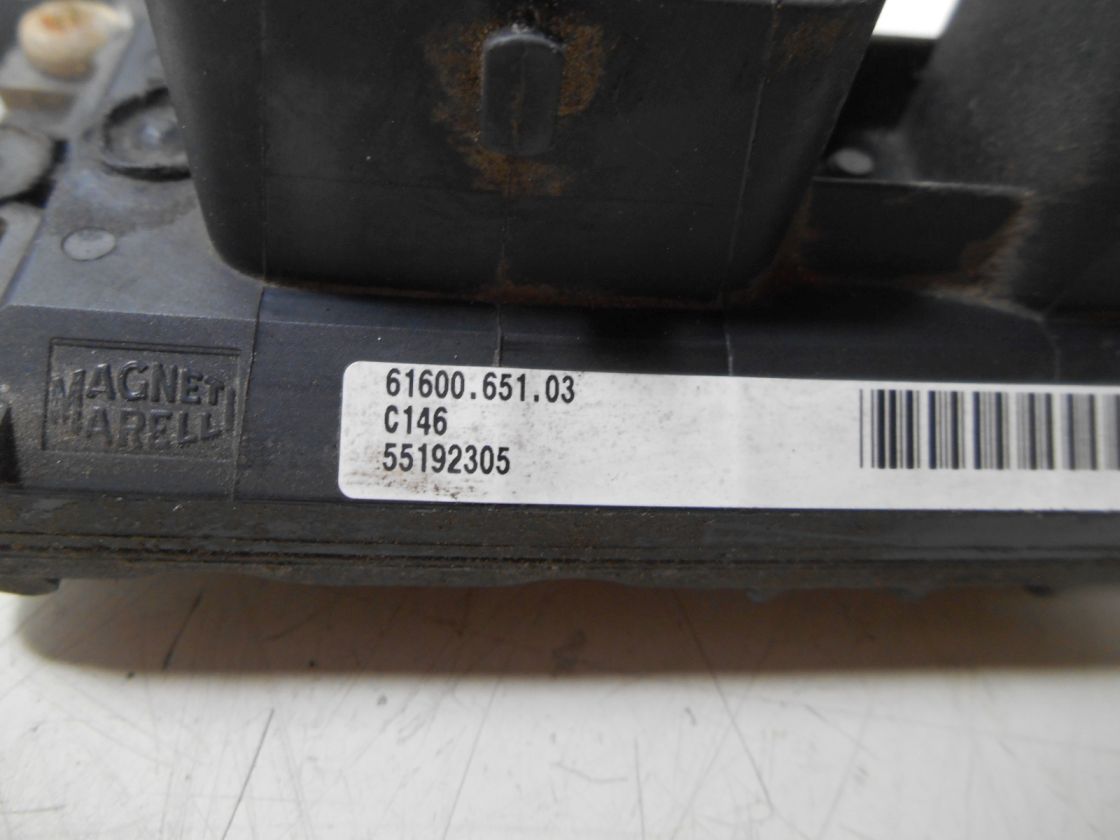 MAGNETI
MARELLI
61600.651.03
C146
55192305